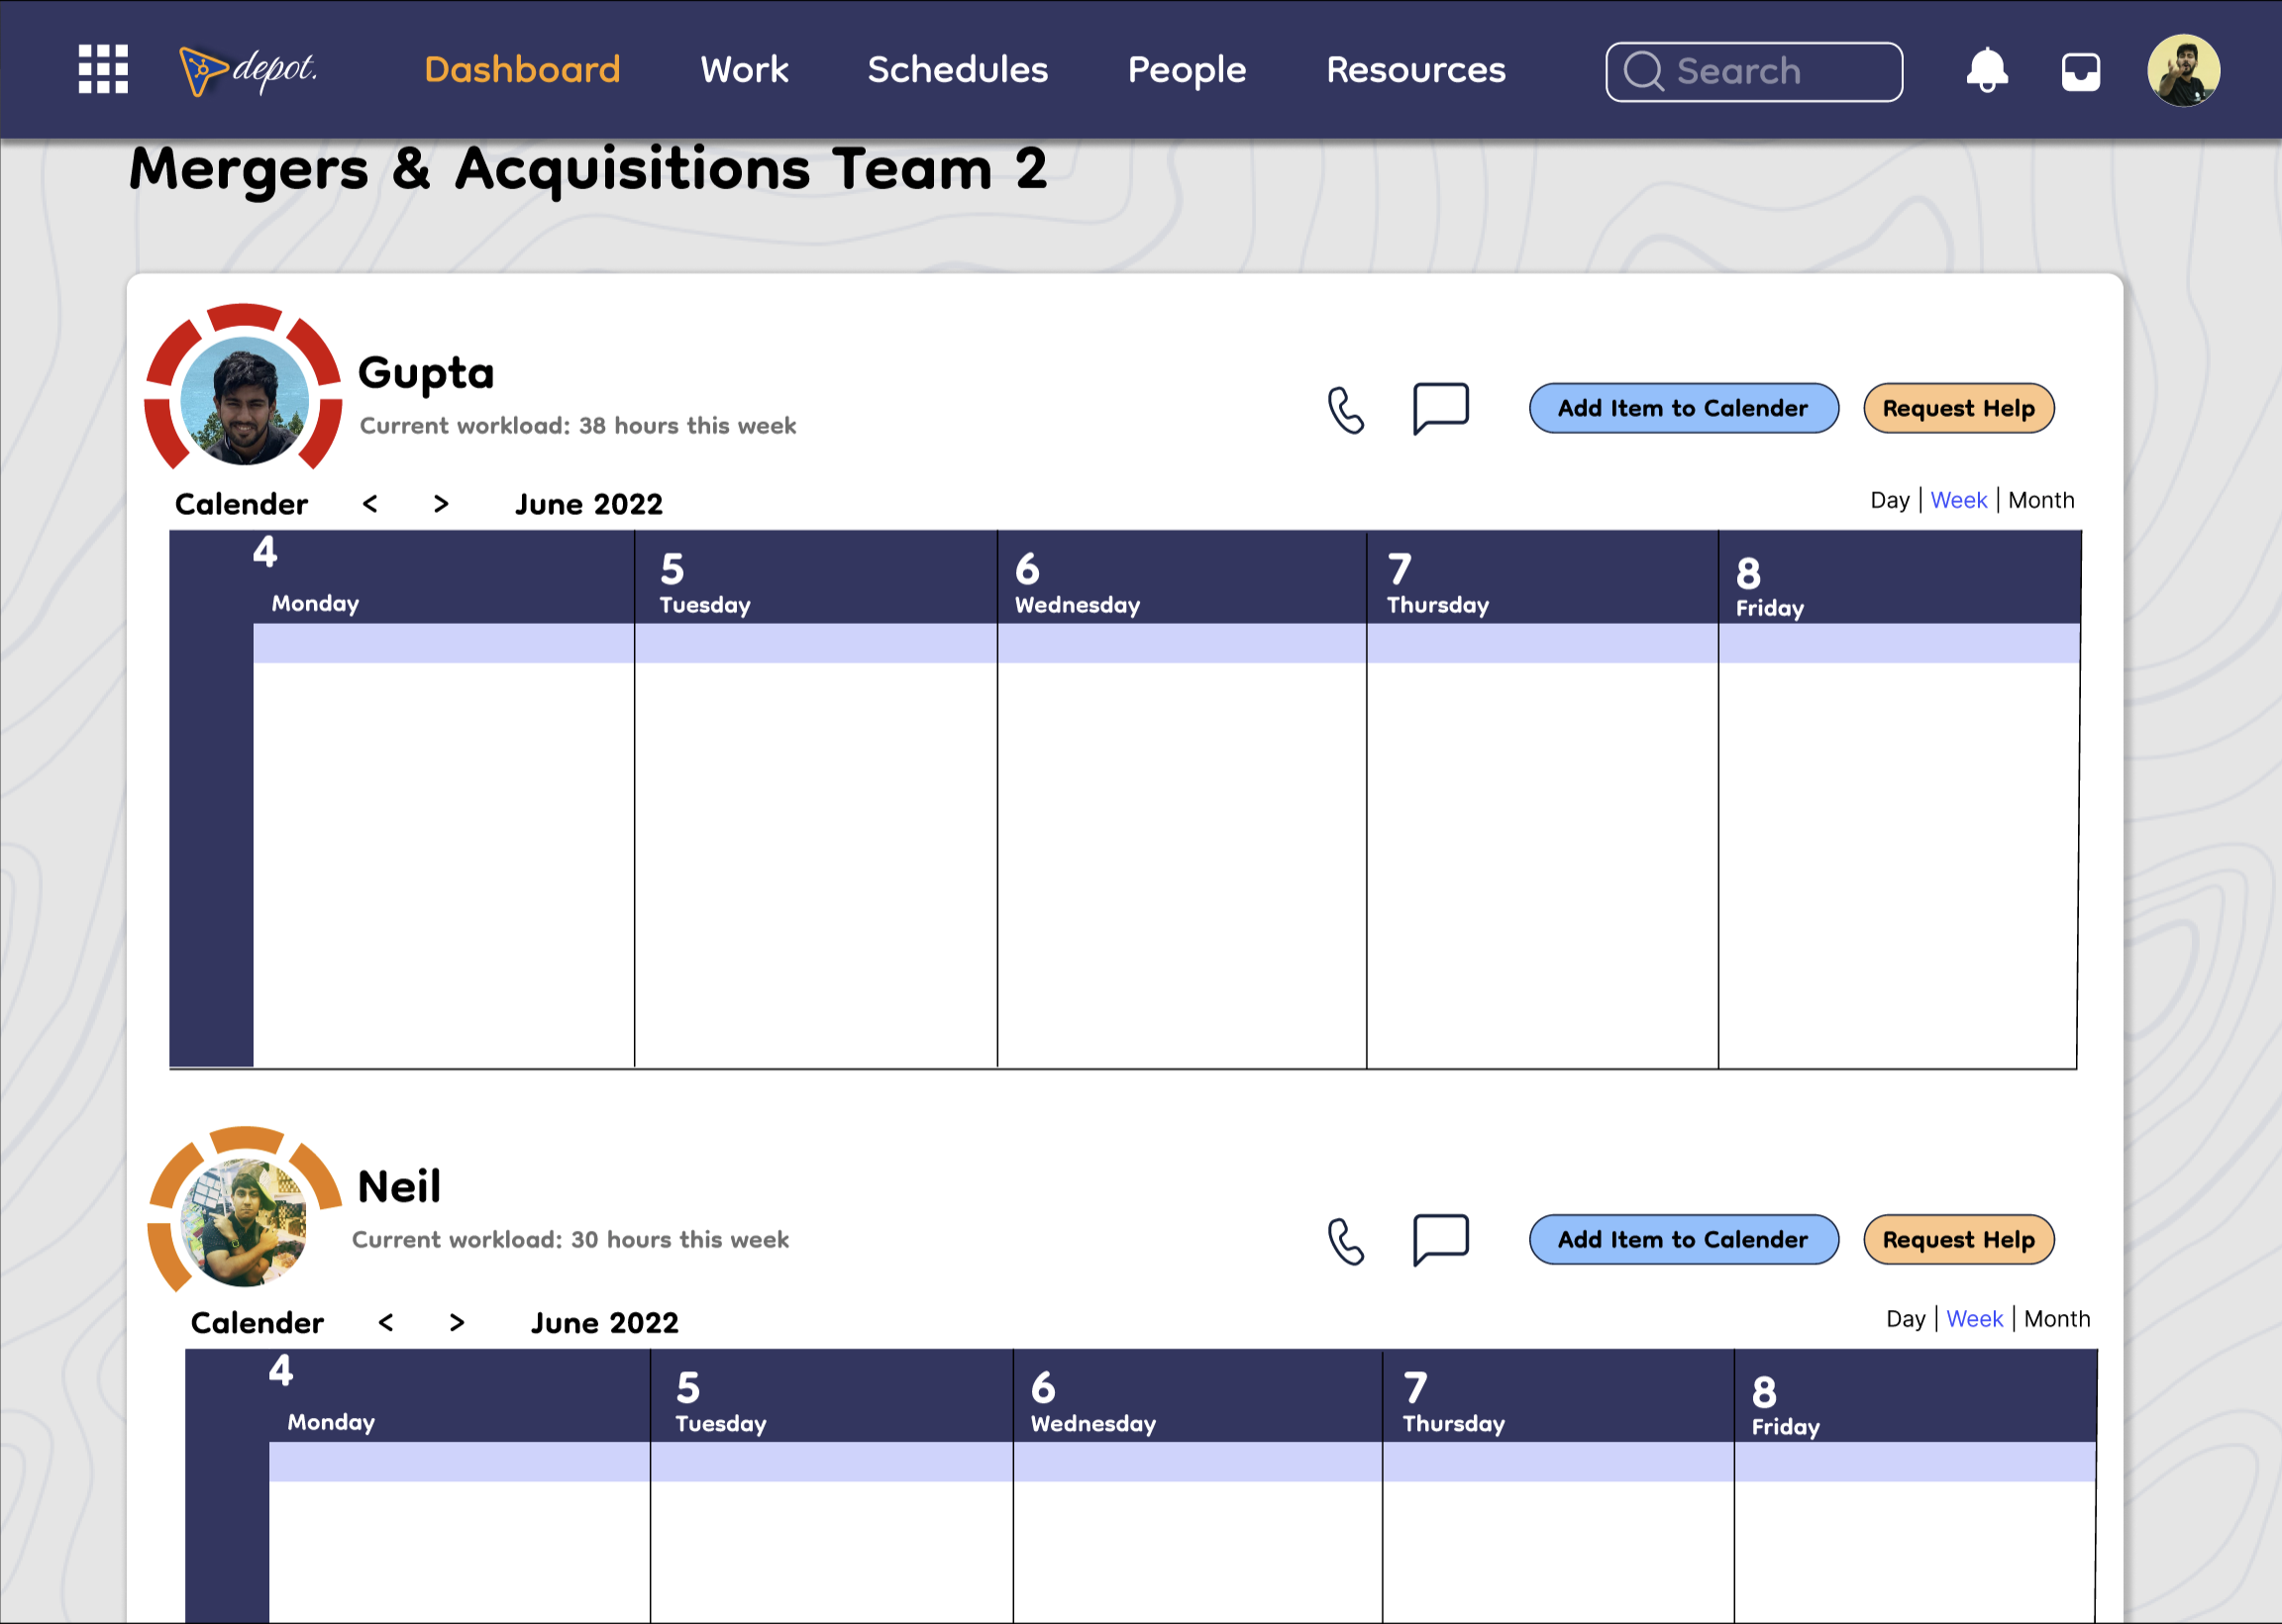 depot.
Dashboard Work Schedules People Resources Search
Mergers & Acquisitions Team 2
Gupta
Current workload: 38 hours this week
Add Item to Calender Request Help
Calender < > June 2022 Day | Week | Month
4 5 6 7 8
Monday Tuesday Wednesday Thursday Friday
Neil
Current workload: 30 hours this week
Add Item to Calender Request Help
Calender < > June 2022 Day | Week | Month
4 5 6 7 8
Monday Tuesday Wednesday Thursday Friday